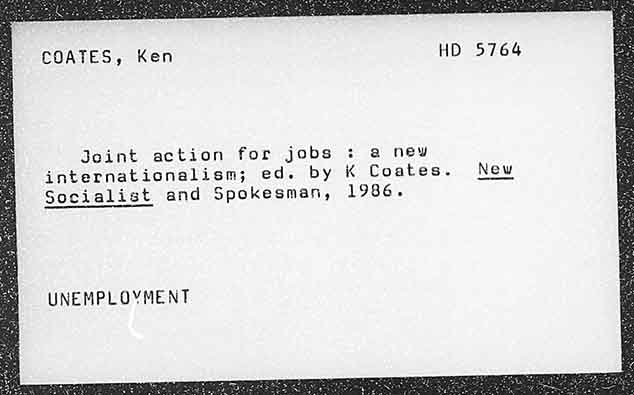 COATES, Ken HD 5764
Joint action for jobs : a new
internationalism; ed. by K Coates. New
Socialist and Spokesman, 1986.
UNEMPLOYMENT